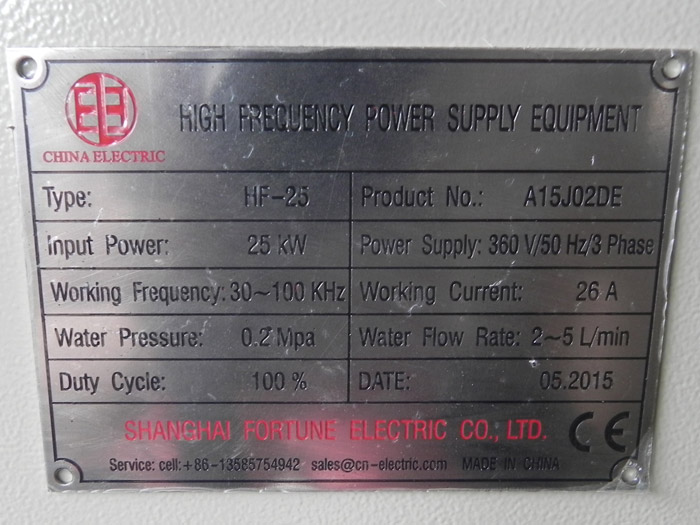 CHINA ELECTRIC
HIGH FREQUENCY POWER SUPPLY EQUIPMENT
Type: HF-25 Product No.: A15J02DE
Input Power: 25 kW Power Supply: 360 V/50 Hz/3 Phase
Working Frequency: 30~100 KHz Working Current: 26 A
Water Pressure: 0.2 Mpa Water Flow Rate: 2~5 L/min
Duty Cycle: 100 % DATE: 05.2015
SHANGHAI FORTUNE ELECTRIC CO., LTD. CE
Service: cell: +86-13585754942 sales@cn-electric.com MADE IN CHINA